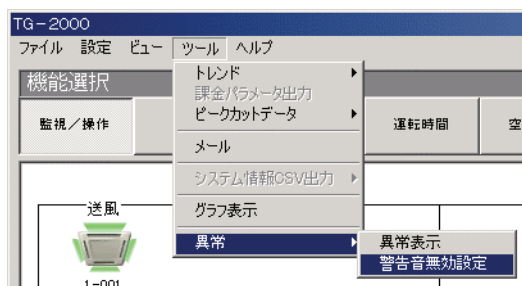 TG-2000
ファイル 設定 ビュー ツール ヘルプ
機能選択
監視/操作
運転時間
空
トレンド
課金パラメータ出力
ピークカットデータ
メール
システム情報CSV出力
グラフ表示
異常
異常表示
警告音無効設定
送風
1-001